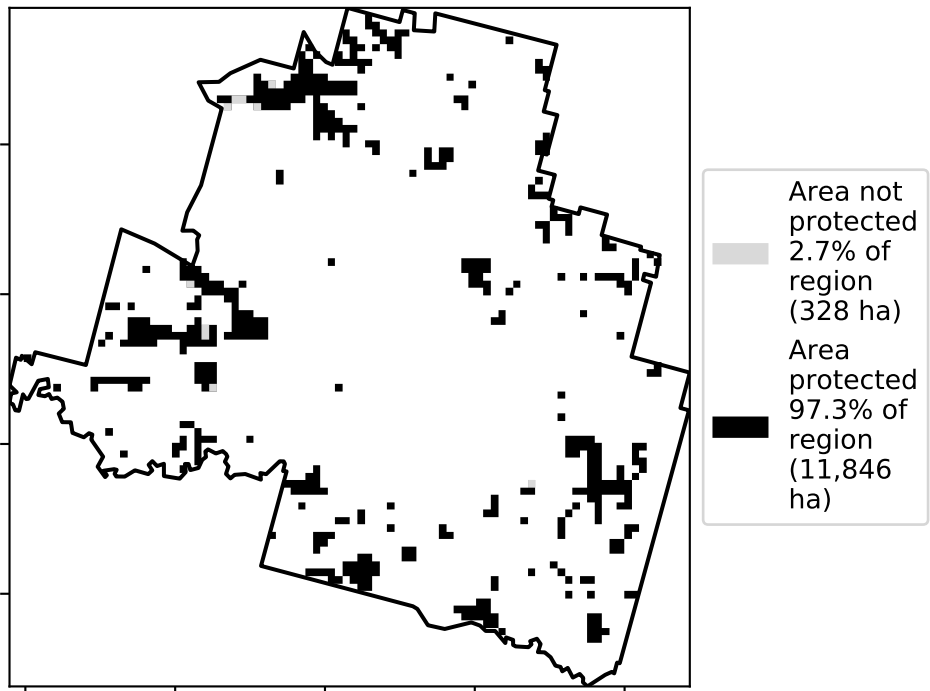 Area not
protected
2.7% of
region
(328 ha)
Area
protected
97.3% of
region
(11,846
ha)